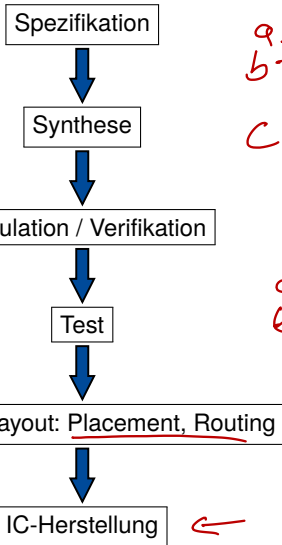 Spezifikation
a.
b
Synthese
C
ulation / Verifikation
Test
ayout: Placement, Routing
IC-Herstellung